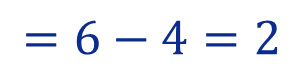 = 6 − 4 = 2